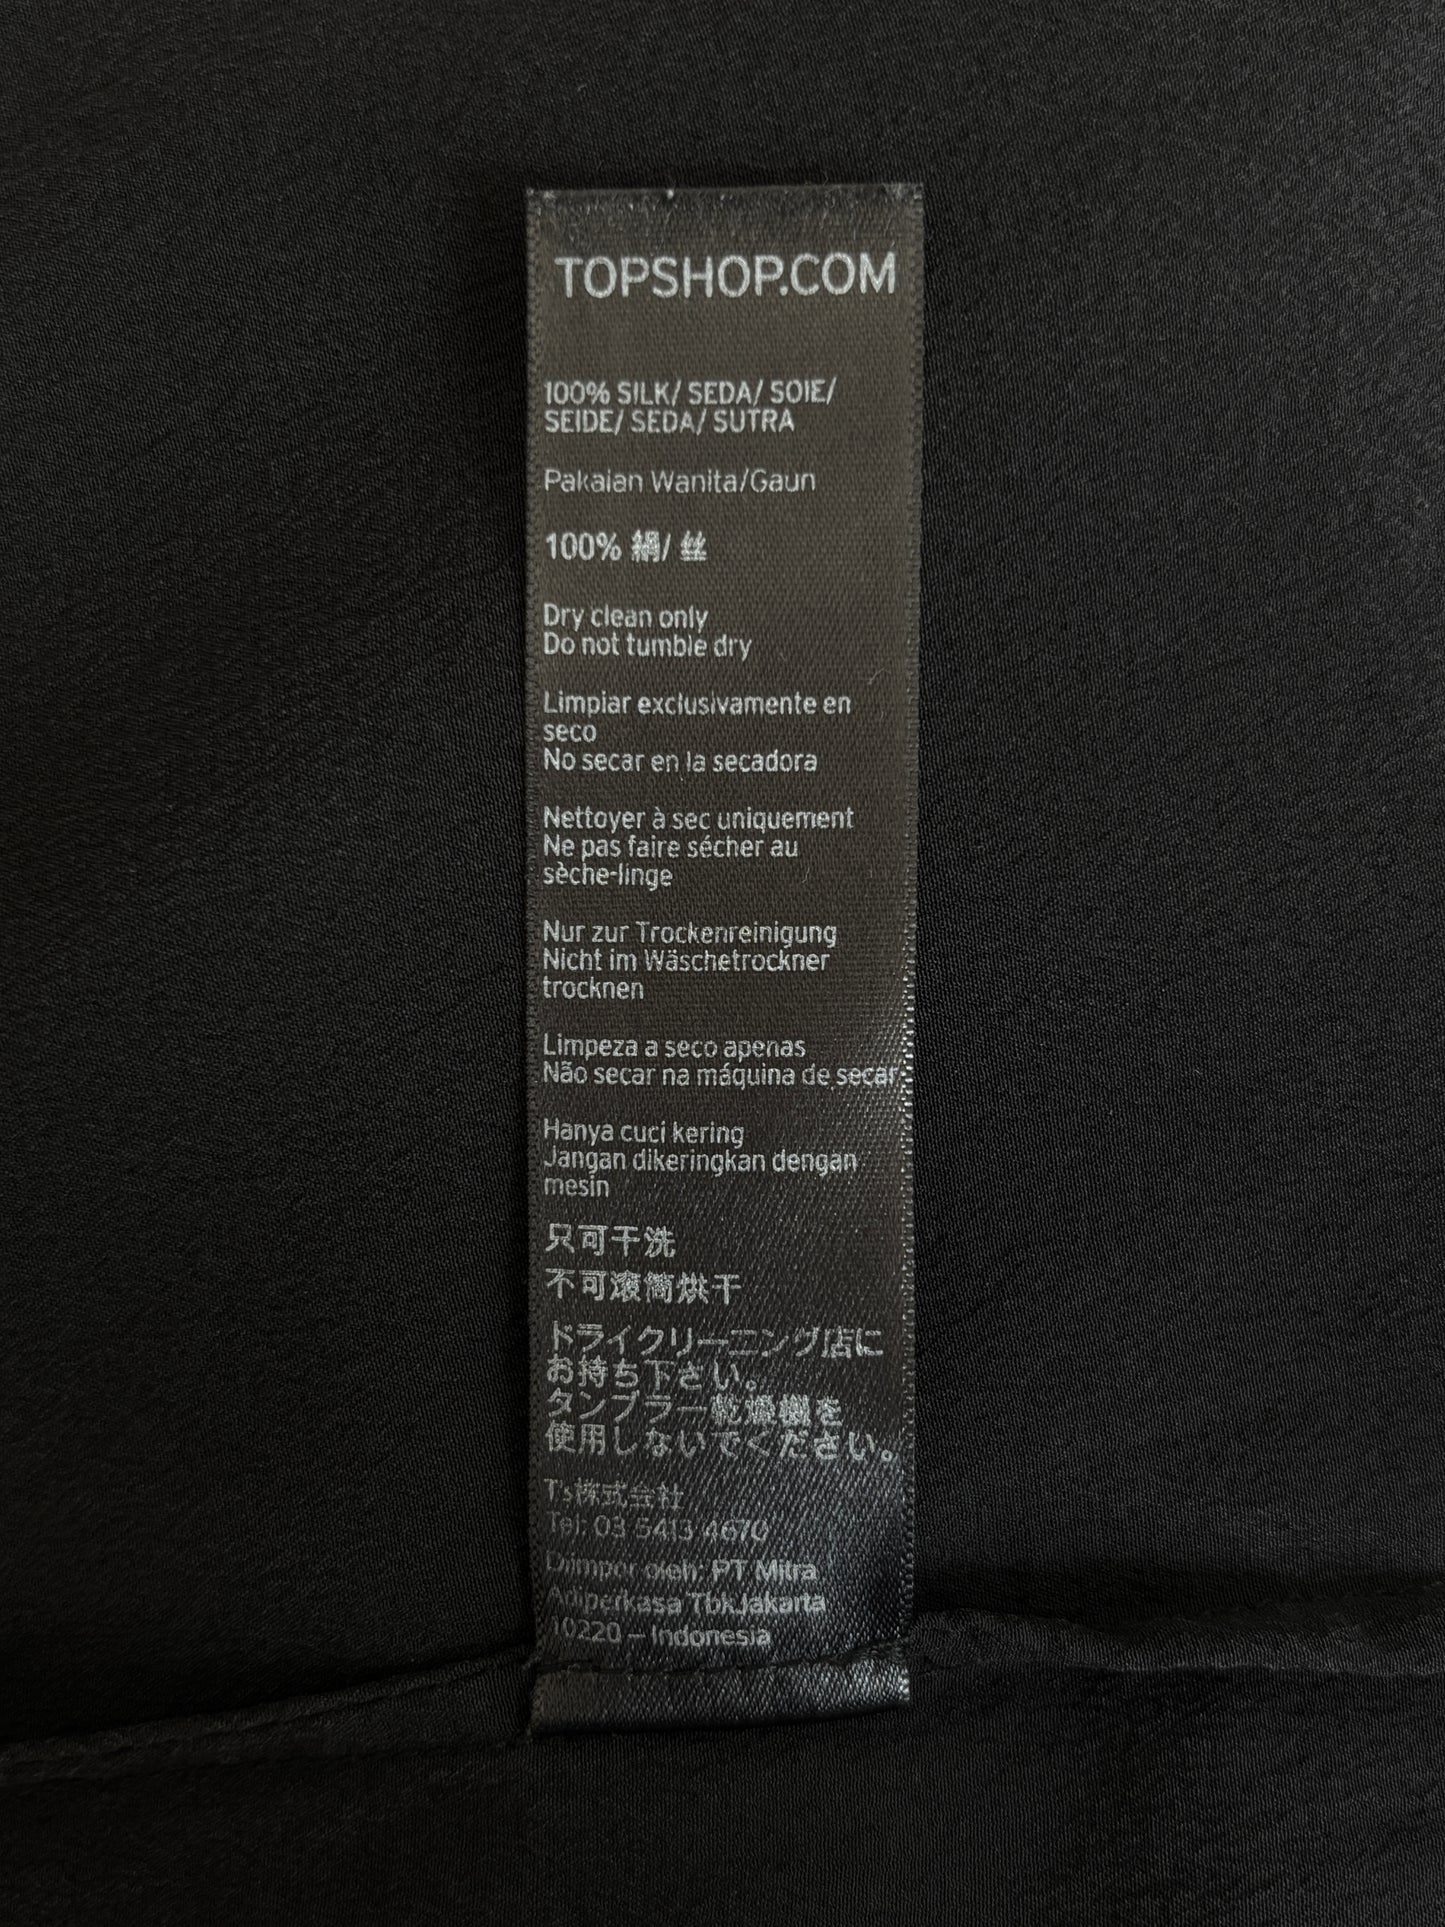 TOPSHOP.COM
100% SILK/ SEDA/ SOIE/
SEIDE/ SEDA/ SUTRA
Pakaian Wanita/Gaun
100% 絹/ 丝
Dry clean only
Do not tumble dry
Limpiar exclusivamente en
seco
No secar en la secadora
Nettoyer à sec uniquement
Ne pas faire sécher au
sèche-linge
Nur zur Trockenreinigung
Nicht im Wäschetrockner
trocknen
Limpeza a seco apenas
Não secar na máquina de secar
Hanya cuci kering
Jangan dikeringkan dengan
mesin
只可干洗
不可滚筒烘干
ドライクリーニング店に
お持ち下さい。
タンブラー乾燥機を
使用しないでください。
T's株式会社
Tel: 03 5413 4670
Diimpor oleh: PT Mitra
Adiperkasa Tbk.Jakarta
10220 – Indonesia